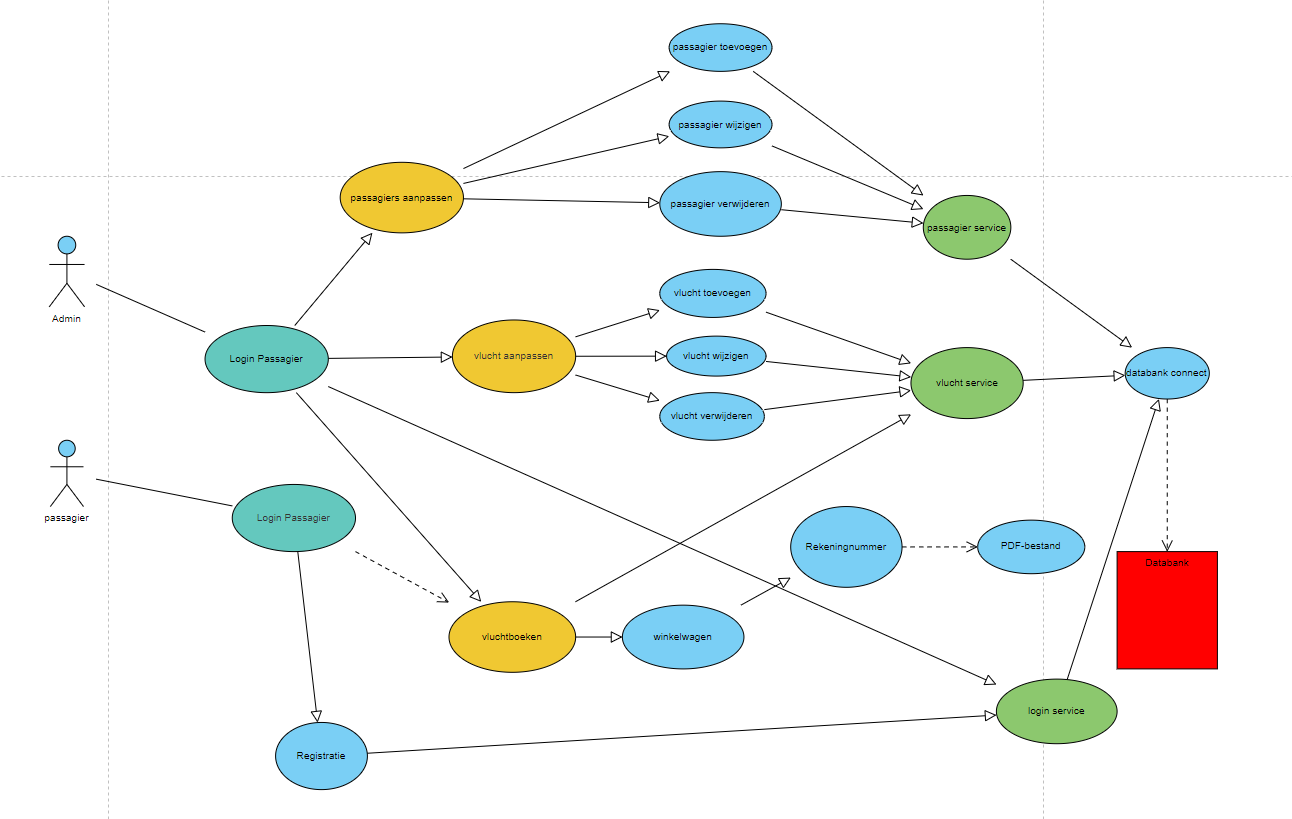 passagier toevoegen
passagier wijzigen
passagiers aanpassen
passagier verwijderen
passagier service
Admin
vlucht toevoegen
Login Passagier
vlucht aanpassen
vlucht wijzigen
vlucht service
databank connect
vlucht verwijderen
passagier
Login Passagier
Rekeningnummer
PDF-bestand
Databank
vluchtboeken
winkelwagen
login service
Registratie